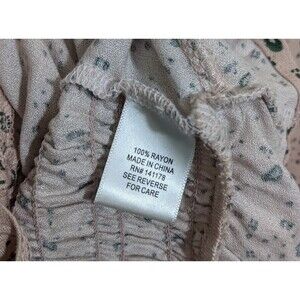 100% RAYON
MADE IN CHINA
RN# 141178
SEE REVERSE
FOR CARE